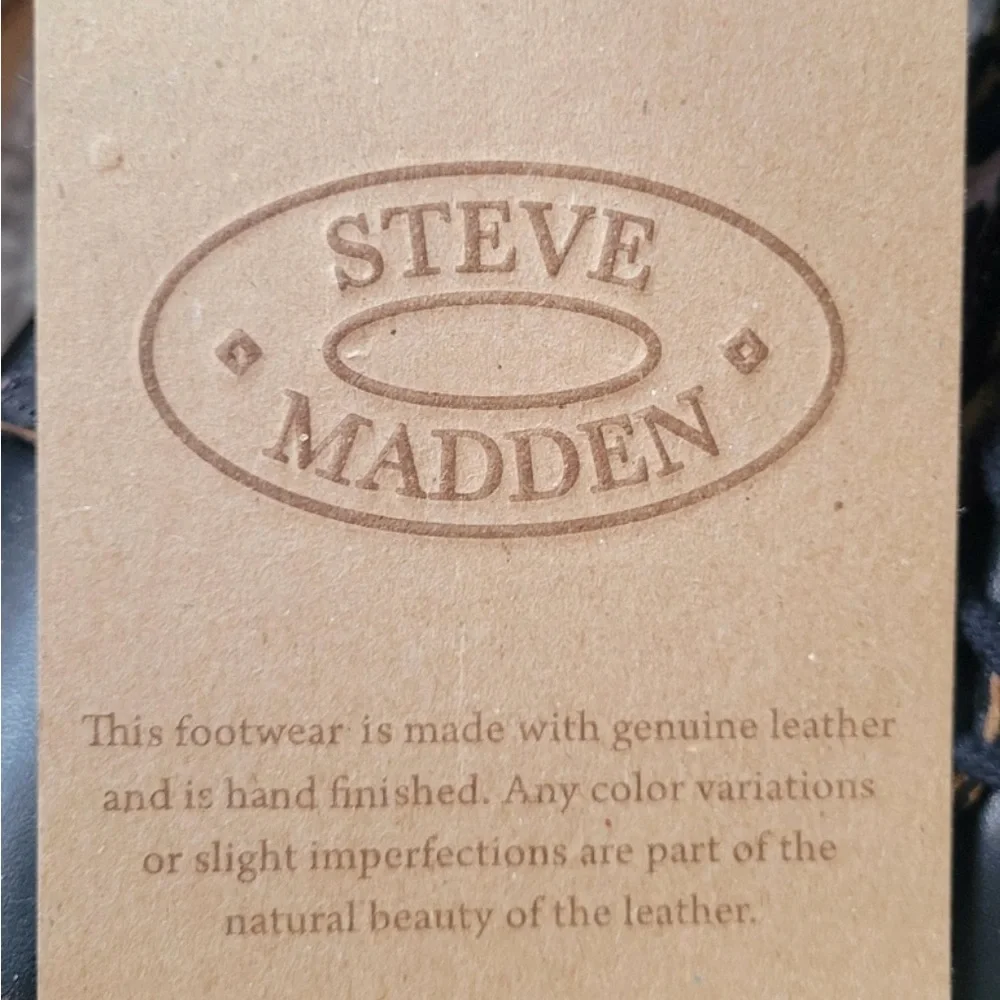 STEVE
MADDEN
This footwear is made with genuine leather
and is hand finished. Any color variations
or slight imperfections are part of the
natural beauty of the leather.